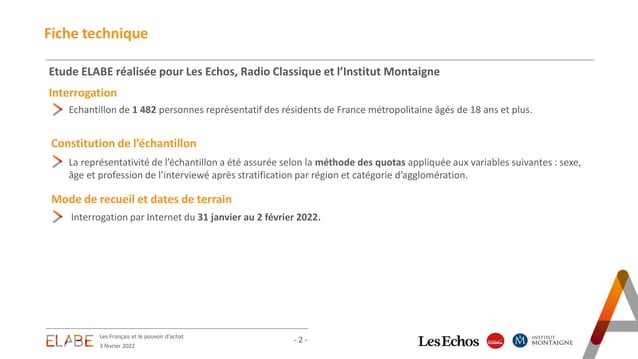 Fiche technique
Etude ELABE réalisée pour Les Echos, Radio Classique et l’Institut Montaigne
Interrogation
Echantillon de 1 482 personnes représentatif des résidents de France métropolitaine âgés de 18 ans et plus.
Constitution de l’échantillon
La représentativité de l’échantillon a été assurée selon la méthode des quotas appliquée aux variables suivantes : sexe,
âge et profession de l’interviewé après stratification par région et catégorie d’agglomération.
Mode de recueil et dates de terrain
Interrogation par Internet du 31 janvier au 2 février 2022.
ELABE
Les Français et le pouvoir d’achat
3 février 2022
- 2 -
LesEchos
M
INSTITUT
MONTAIGNE